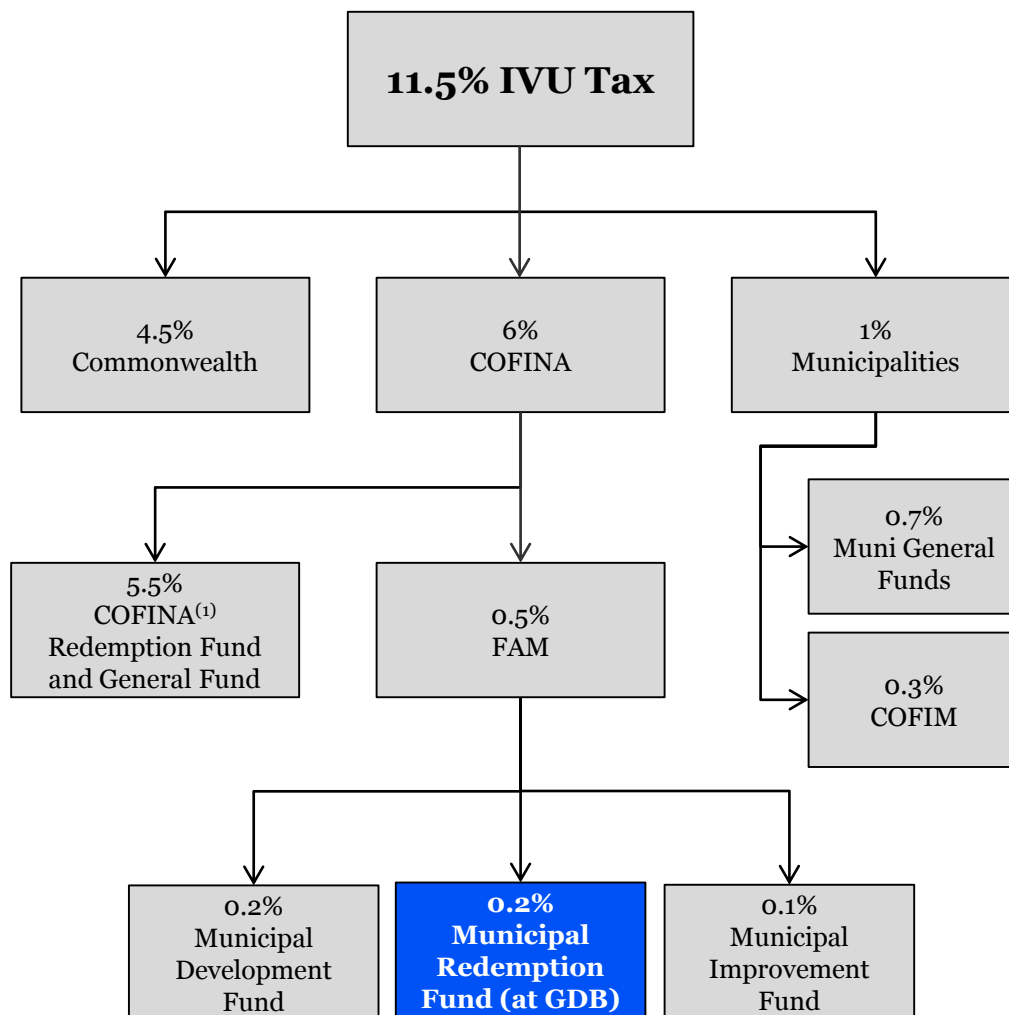 11.5% IVU Tax
4.5%
Commonwealth
6%
COFINA
1%
Municipalities
0.7%
Muni General
Funds
5.5%
COFINA(1)
Redemption Fund
and General Fund
0.5%
FAM
0.3%
COFIM
0.2%
Municipal
Development
Fund
0.2%
Municipal
Redemption
Fund (at GDB)
0.1%
Municipal
Improvement
Fund